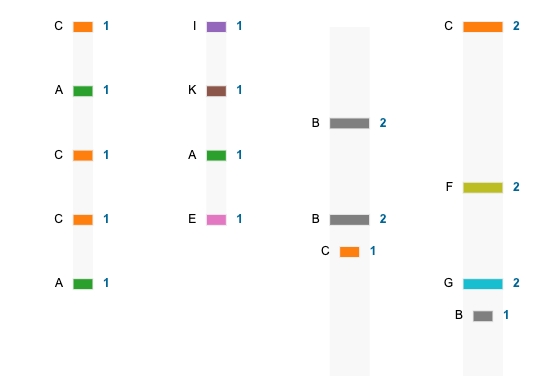 C 1 I 1 C 2
A 1 K 1
B 2
C 1 A 1
F 2
C 1 E 1 B 2
C 1
A 1 G 2
B 1